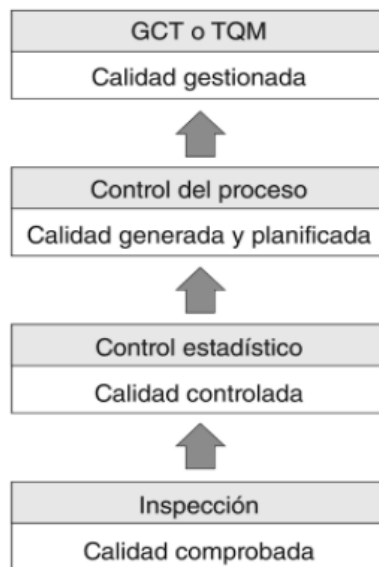 GCT o TQM
Calidad gestionada
Control del proceso
Calidad generada y planificada
Control estadístico
Calidad controlada
Inspección
Calidad comprobada